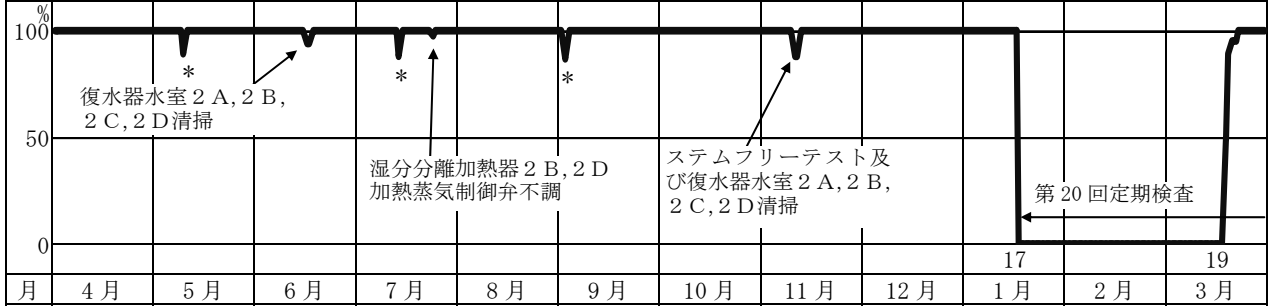 %
100
*
*
*
復水器水室２Ａ,２Ｂ,
２Ｃ,２Ｄ清掃
50
湿分分離加熱器２Ｂ,２Ｄ
加熱蒸気制御弁不調
ステムフリーテスト及
び復水器水室２Ａ,２Ｂ,
２Ｃ,２Ｄ清掃
第 20 回定期検査
0
17
19
月 ４月 ５月 ６月 ７月 ８月 ９月 10 月 11 月 12 月 １月 ２月 ３月